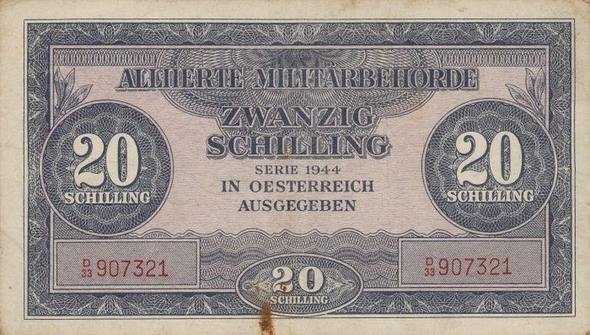 ALLIIERTE MILITÄRBEHÖRDE
ZWANZIG
SCHILLING
SERIE 1944
IN OESTERREICH
AUSGEGEBEN
20
SCHILLING
20
SCHILLING
D/33 907321
D/33 907321
20
SCHILLING